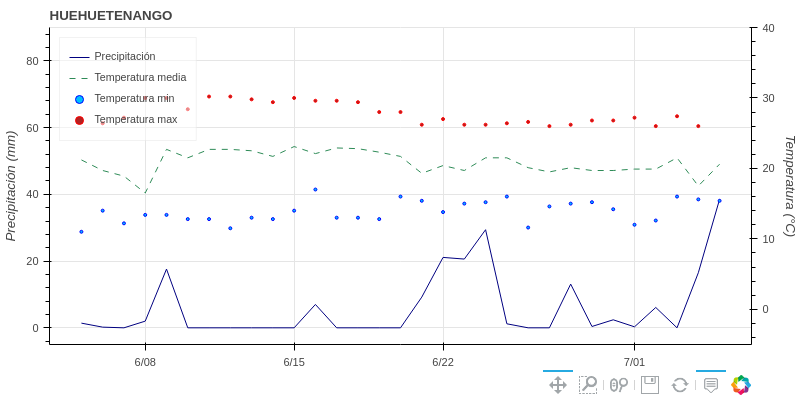 HUEHUETENANGO
Precipitación
Temperatura media
Temperatura min
Temperatura max
Precipitación (mm)
80
60
40
20
0
Temperatura (°C)
40
30
20
10
0
6/08
6/15
6/22
7/01